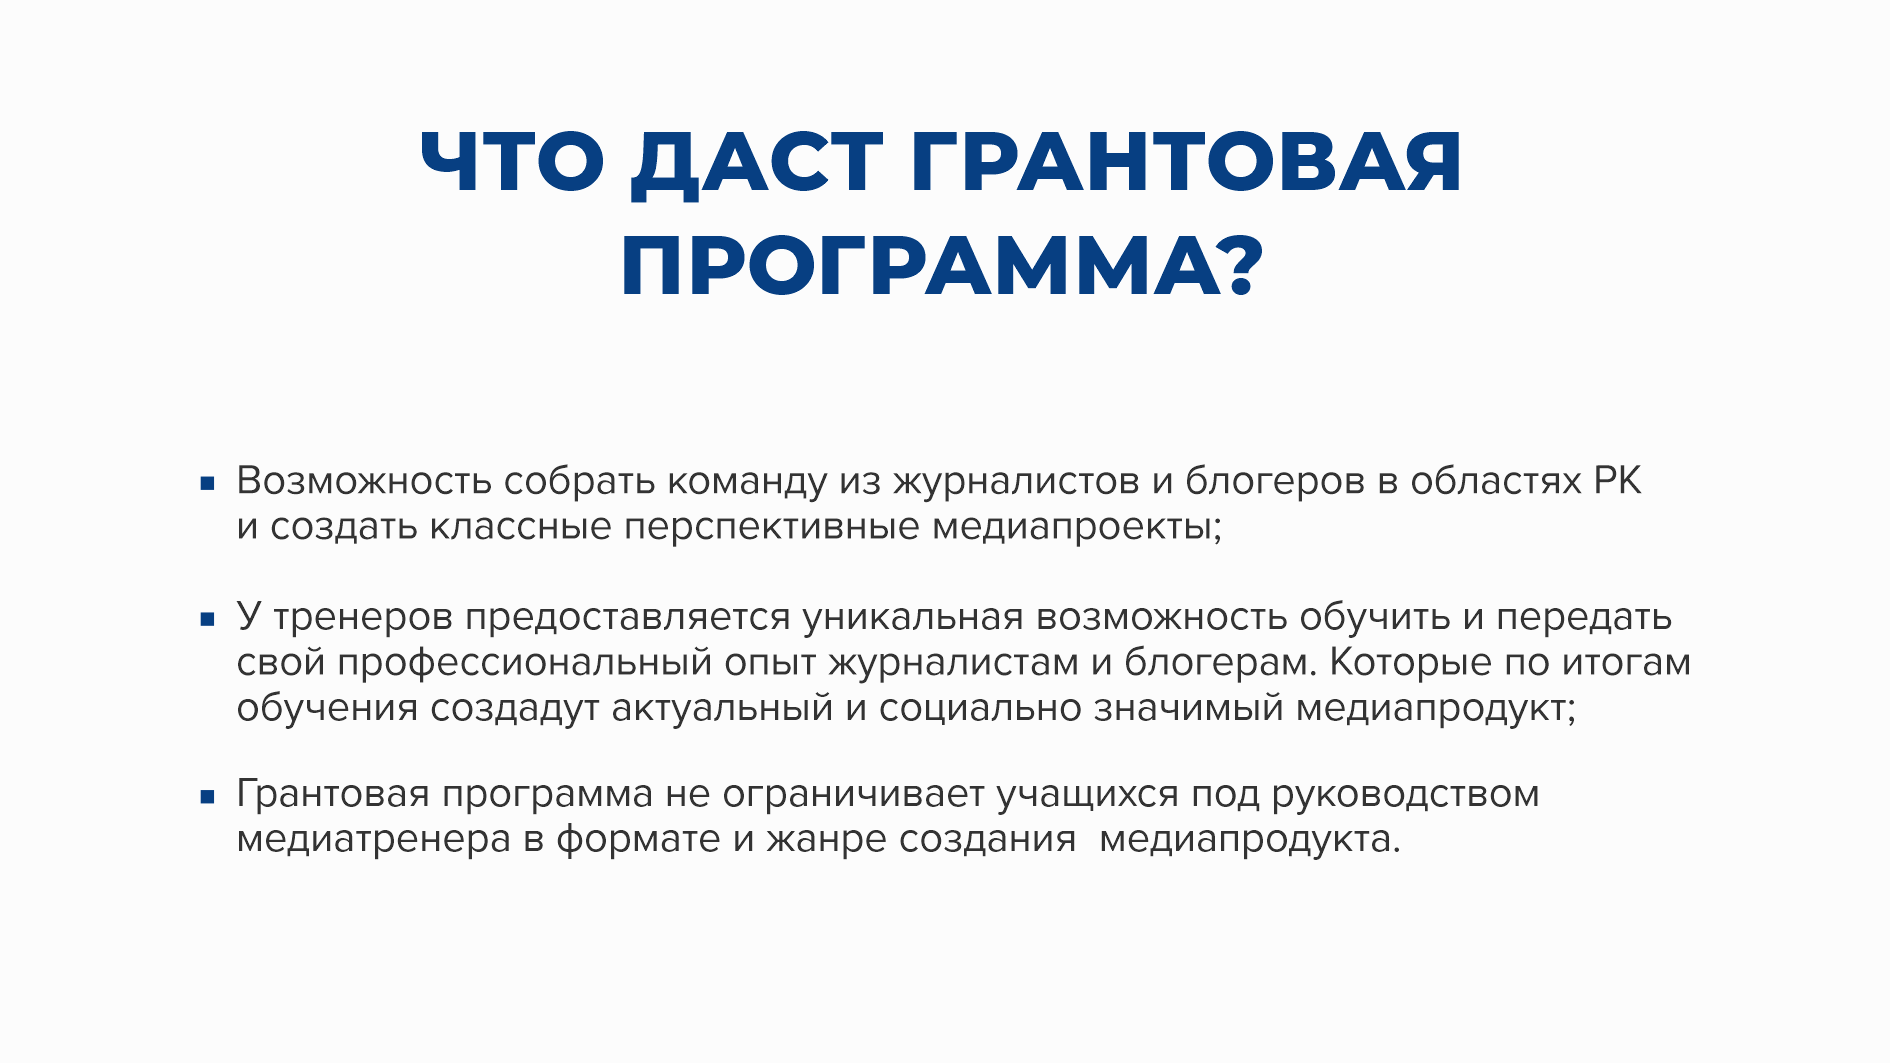 ЧТО ДАСТ ГРАНТОВАЯ
ПРОГРАММА?
▪ Возможность собрать команду из журналистов и блогеров в областях РК
и создать классные перспективные медиапроекты;
▪ У тренеров предоставляется уникальная возможность обучить и передать
свой профессиональный опыт журналистам и блогерам. Которые по итогам
обучения создадут актуальный и социально значимый медиапродукт;
▪ Грантовая программа не ограничивает учащихся под руководством
медиатренера в формате и жанре создания  медиапродукта.